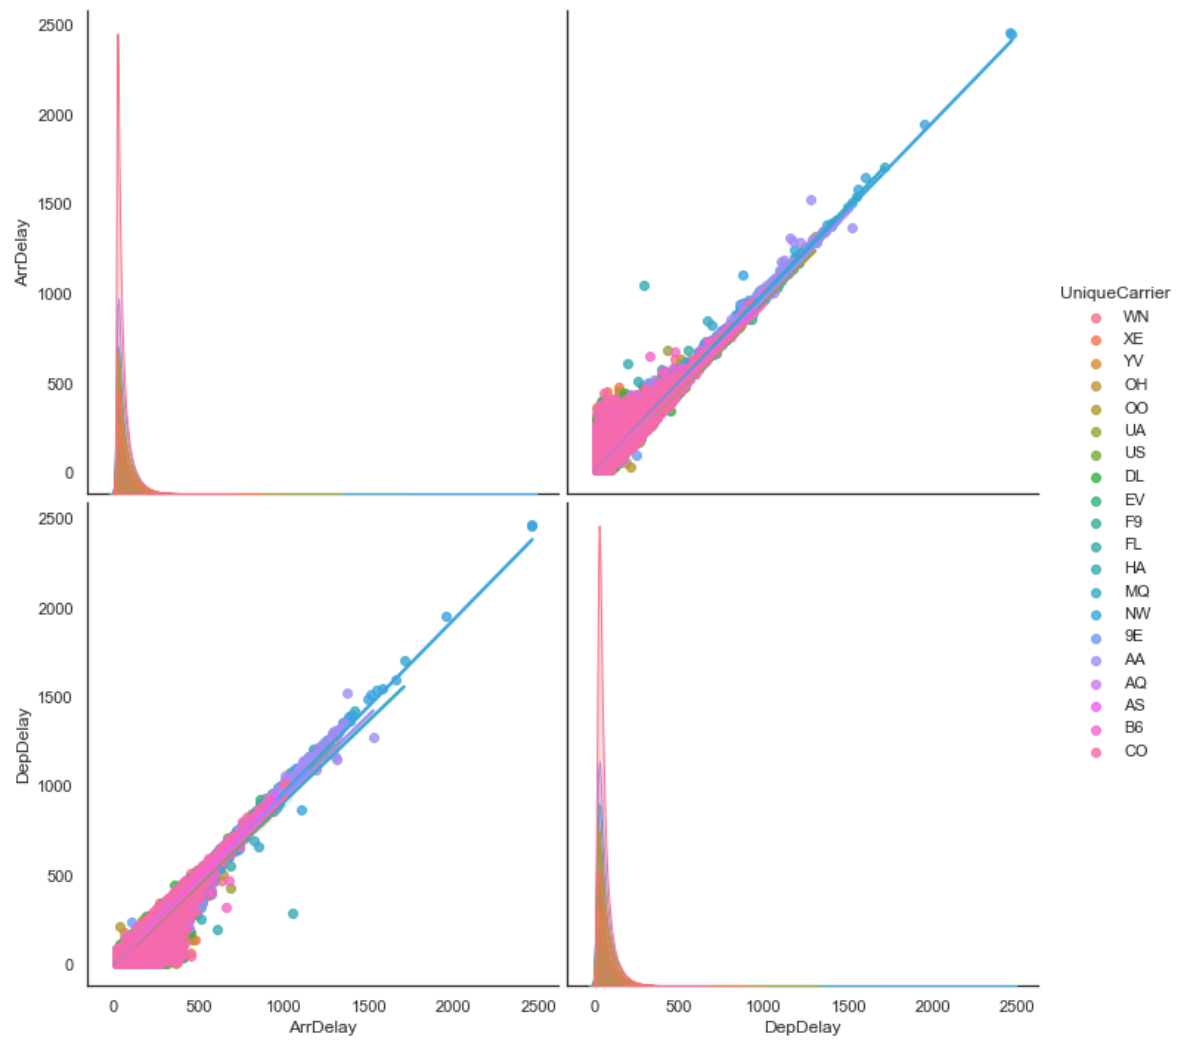 2500
2000
1500
1000
500
0
ArrDelay
2500
2000
1500
1000
500
0
DepDelay
0 500 1000 1500 2000 2500
ArrDelay
0 500 1000 1500 2000 2500
DepDelay
UniqueCarrier
WN
XE
YV
OH
OO
UA
US
DL
EV
F9
FL
HA
MQ
NW
9E
AA
AQ
AS
B6
CO